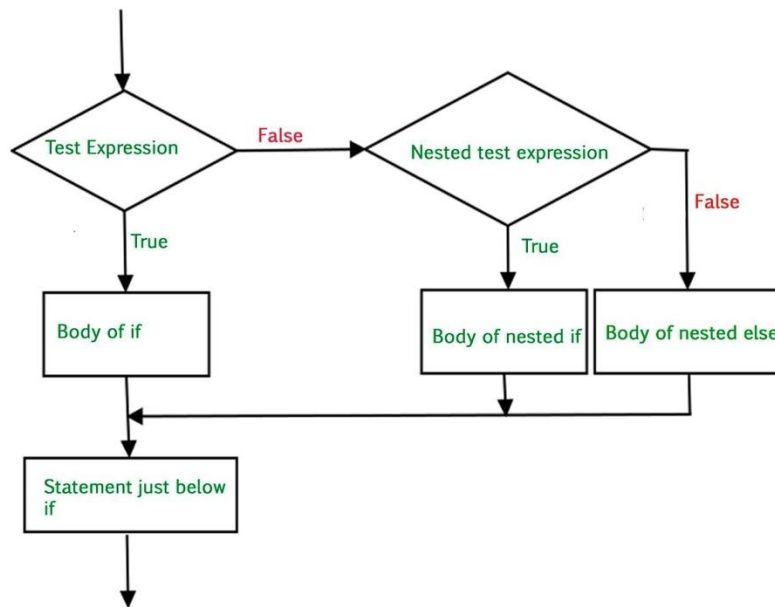 Test Expression
False
Nested test expression
False
True
True
Body of if
Body of nested if
Body of nested else
Statement just below
if